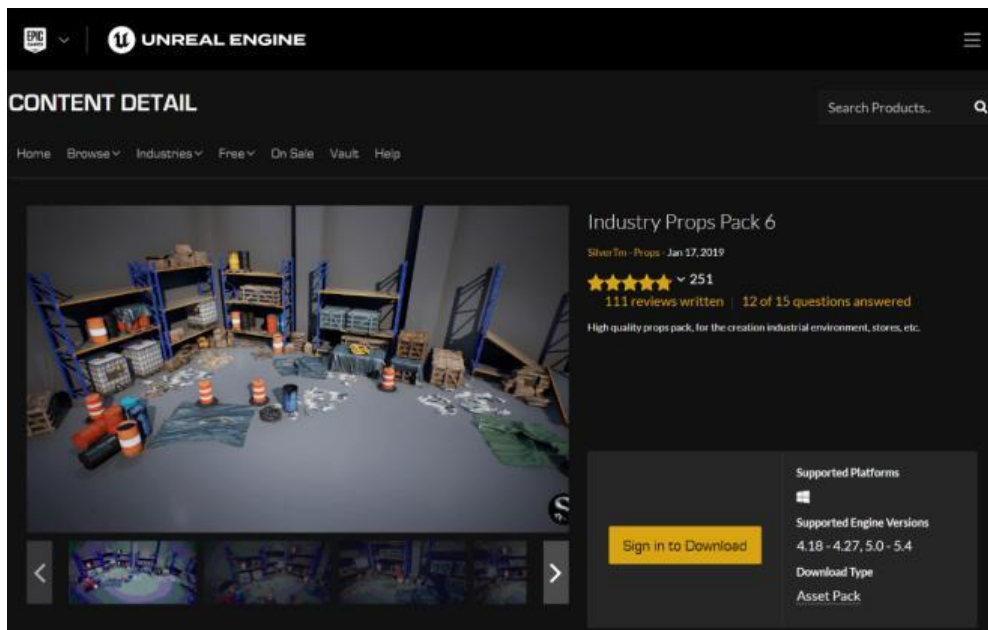 EPIC GAMES
UNREAL ENGINE
CONTENT DETAIL
Search Products..
Home Browse Industries Free On Sale Vault Help
Industry Props Pack 6
SilverTm - Props - Jan 17, 2019
251
111 reviews written | 12 of 15 questions answered
High quality props pack, for the creation industrial environment, stores, etc.
Supported Platforms
Supported Engine Versions
Sign in to Download
4.18 - 4.27, 5.0 - 5.4
Download Type
Asset Pack